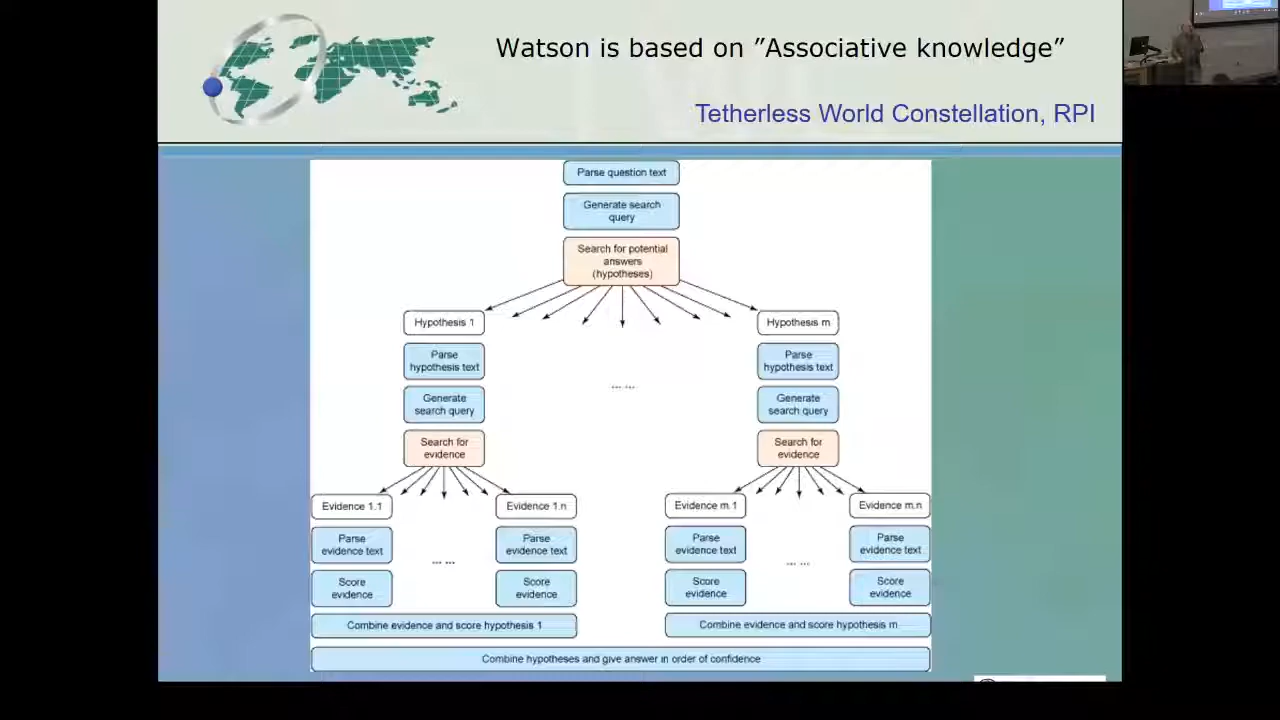 Watson is based on ”Associative knowledge”
Tetherless World Constellation, RPI
Parse question text
Generate search
query
Search for potential
answers
(hypotheses)
Hypothesis 1
Hypothesis m
Parse
hypothesis text
Parse
hypothesis text
... ...
Generate
search query
Generate
search query
Search for
evidence
Search for
evidence
Evidence 1.1
Evidence 1.n
Evidence m.1
Evidence m.n
Parse
evidence text
Parse
evidence text
Parse
evidence text
Parse
evidence text
... ...
... ...
Score
evidence
Score
evidence
Score
evidence
Score
evidence
Combine evidence and score hypothesis 1
Combine evidence and score hypothesis m
Combine hypotheses and give answer in order of confidence